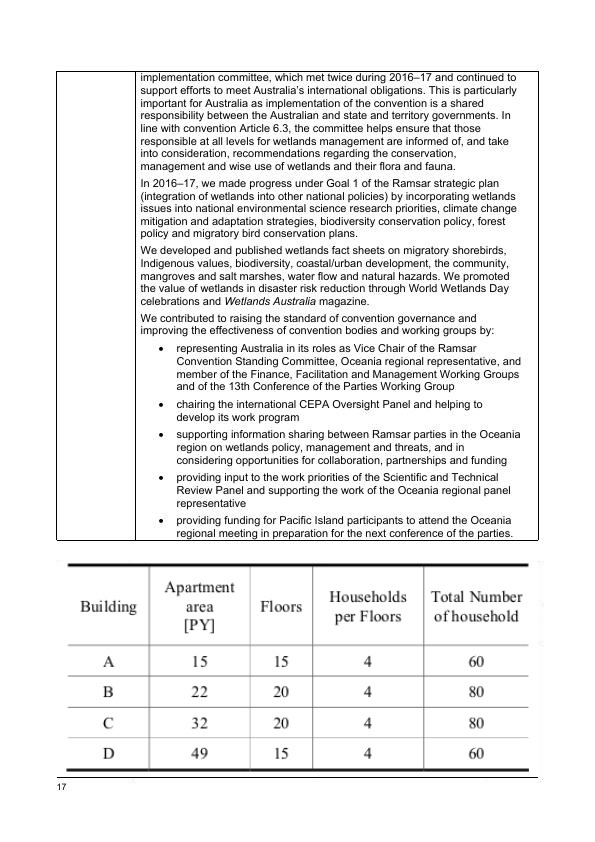 implementation committee, which met twice during 2016–17 and continued to
support efforts to meet Australia's international obligations. This is particularly
important for Australia as implementation of the convention is a shared
responsibility between the Australian and state and territory governments. In
line with convention Article 6.3, the committee helps ensure that those
responsible at all levels for wetlands management are informed of, and take
into consideration, recommendations regarding the conservation,
management and wise use of wetlands and their flora and fauna.
In 2016–17, we made progress under Goal 1 of the Ramsar strategic plan
(integration of wetlands into other national policies) by incorporating wetlands
issues into national environmental science research priorities, climate change
mitigation and adaptation strategies, biodiversity conservation policy, forest
policy and migratory bird conservation plans.
We developed and published wetlands fact sheets on migratory shorebirds,
Indigenous values, biodiversity, coastal/urban development, the community,
mangroves and salt marshes, water flow and natural hazards. We promoted
the value of wetlands in disaster risk reduction through World Wetlands Day
celebrations and Wetlands Australia magazine.
We contributed to raising the standard of convention governance and
improving the effectiveness of convention bodies and working groups by:
• representing Australia in its roles as Vice Chair of the Ramsar
Convention Standing Committee, Oceania regional representative, and
member of the Finance, Facilitation and Management Working Groups
and of the 13th Conference of the Parties Working Group
• chairing the international CEPA Oversight Panel and helping to
develop its work program
• supporting information sharing between Ramsar parties in the Oceania
region on wetlands policy, management and threats, and in
considering opportunities for collaboration, partnerships and funding
• providing input to the work priorities of the Scientific and Technical
Review Panel and supporting the work of the Oceania regional panel
representative
• providing funding for Pacific Island participants to attend the Oceania
regional meeting in preparation for the next conference of the parties.
Building Apartment area [PY] Floors Households per Floors Total Number of household
A 15 15 4 60
B 22 20 4 80
C 32 20 4 80
D 49 15 4 60
17